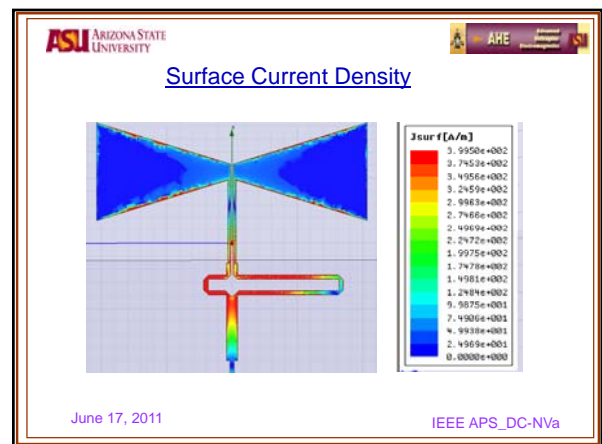 ASU ARIZONA STATE
UNIVERSITY
AHE
ASU
Surface Current Density
Jsurf[A/m]
3.9950e+002
3.7453e+002
3.4956e+002
3.2459e+002
2.9963e+002
2.7466e+002
2.4969e+002
2.2472e+002
1.9975e+002
1.7478e+002
1.4981e+002
1.2484e+002
9.9875e+001
7.4906e+001
4.9938e+001
2.4969e+001
0.0000e+000
June 17, 2011
IEEE APS_DC-NVa